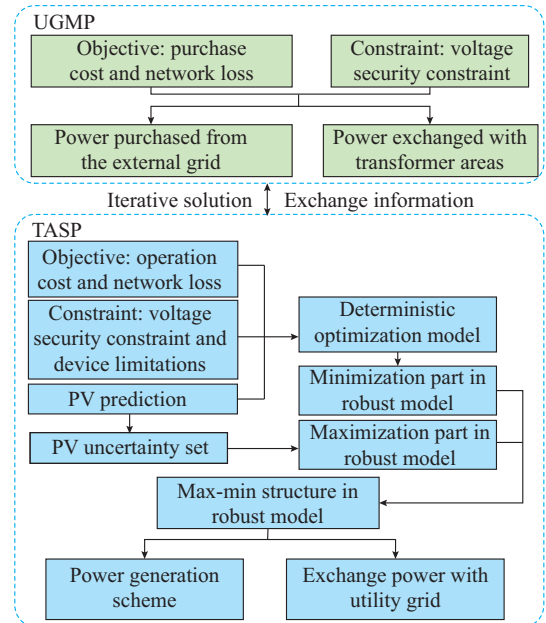 UGMP
Objective: purchase
cost and network loss
Constraint: voltage
security constraint
Power purchased from
the external grid
Power exchanged with
transformer areas
Iterative solution
Exchange information
TASP
Objective: operation
cost and network loss
Constraint: voltage
security constraint and
device limitations
Deterministic
optimization model
PV prediction
Minimization part in
robust model
PV uncertainty set
Maximization part in
robust model
Max-min structure in
robust model
Power generation
scheme
Exchange power with
utility grid